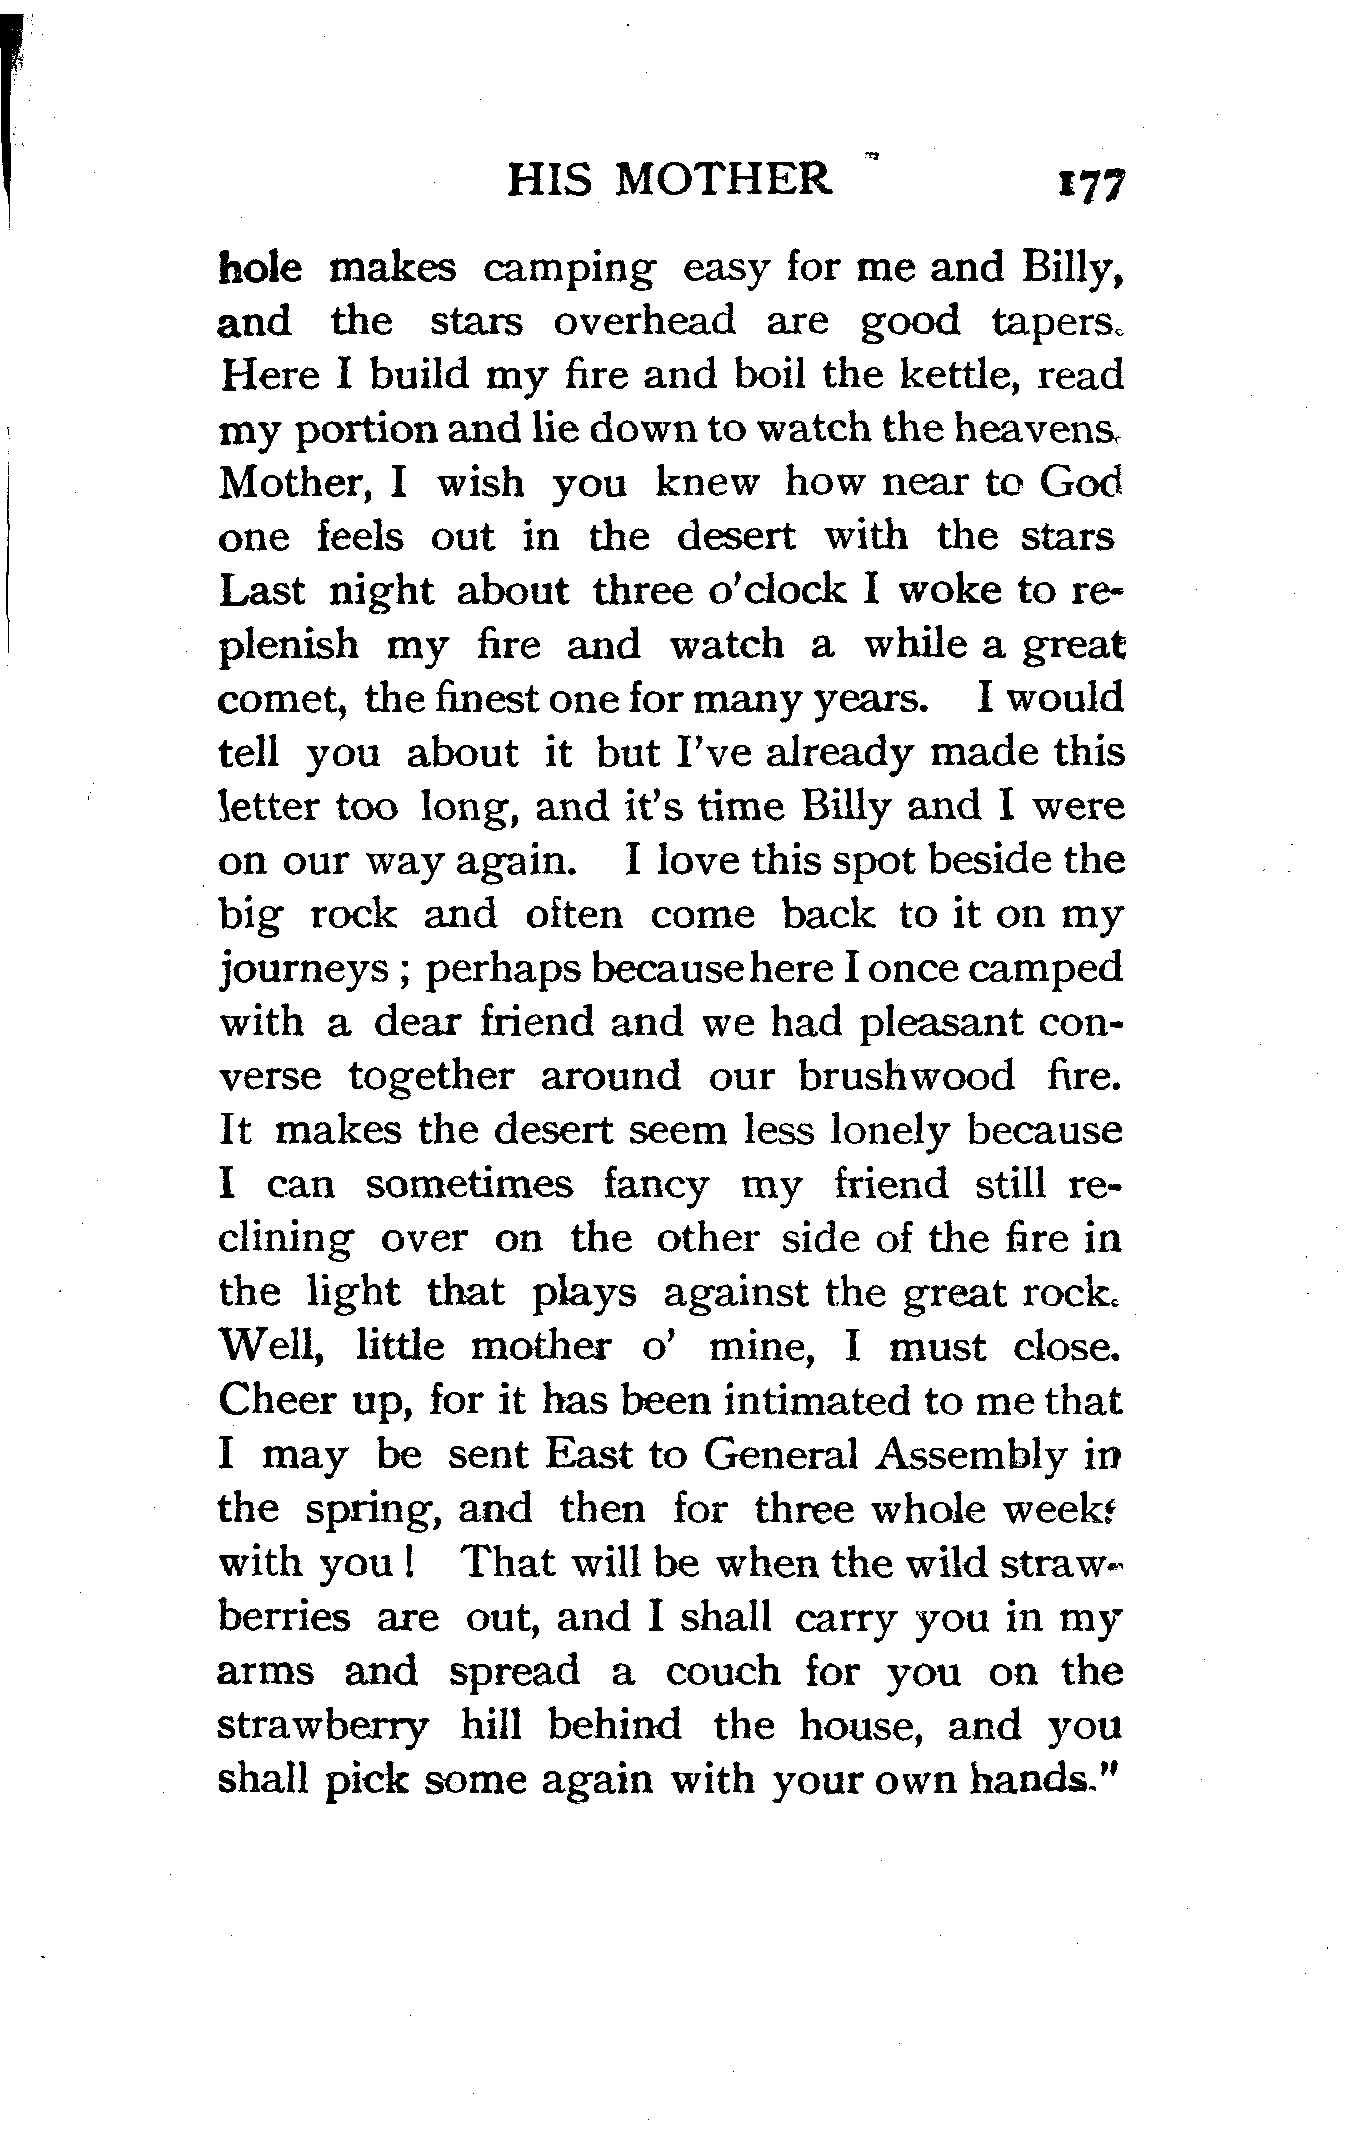 HIS MOTHER 177
hole makes camping easy for me and Billy,
and the stars overhead are good tapers.
Here I build my fire and boil the kettle, read
my portion and lie down to watch the heavens.
Mother, I wish you knew how near to God
one feels out in the desert with the stars
Last night about three o'clock I woke to re-
plenish my fire and watch a while a great
comet, the finest one for many years. I would
tell you about it but I've already made this
letter too long, and it's time Billy and I were
on our way again. I love this spot beside the
big rock and often come back to it on my
journeys ; perhaps because here I once camped
with a dear friend and we had pleasant con-
verse together around our brushwood fire.
It makes the desert seem less lonely because
I can sometimes fancy my friend still re-
clining over on the other side of the fire in
the light that plays against the great rock.
Well, little mother o' mine, I must close.
Cheer up, for it has been intimated to me that
I may be sent East to General Assembly in
the spring, and then for three whole weeks
with you ! That will be when the wild straw-
berries are out, and I shall carry you in my
arms and spread a couch for you on the
strawberry hill behind the house, and you
shall pick some again with your own hands."